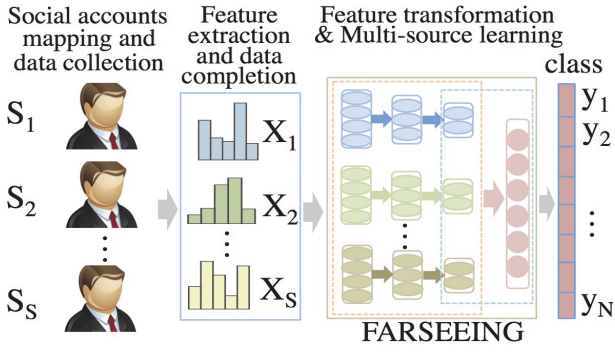 Social accounts
mapping and
data collection
Feature
extraction
and data
completion
Feature transformation
& Multi-source learning
class
S1
S2
SS
X1
X2
XS
y1
y2
yN
FARSEEING